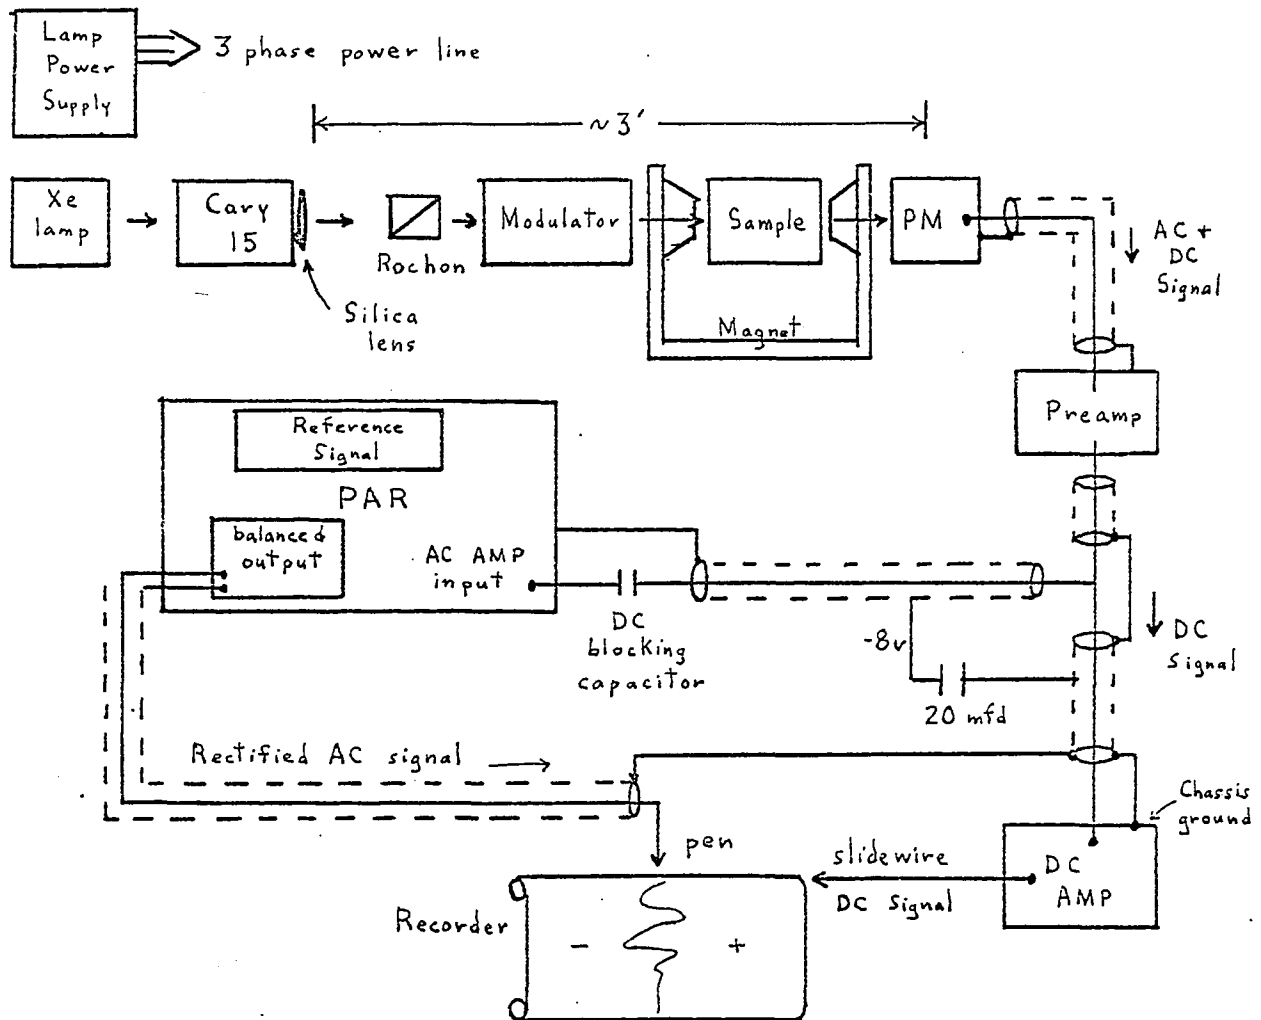 Lamp
Power
Supply
3 phase power line
~3'
Xe
lamp
Cary
15
Rochon
Modulator
Sample
PM
AC +
DC
Signal
Silica
lens
Magnet
Preamp
Reference
Signal
PAR
balanced
output
AC AMP
input
DC
blocking
capacitor
-8v
20 mfd
DC
Signal
Rectified AC signal
Chassis
ground
pen
slidewire
DC Signal
DC
AMP
Recorder
-
+